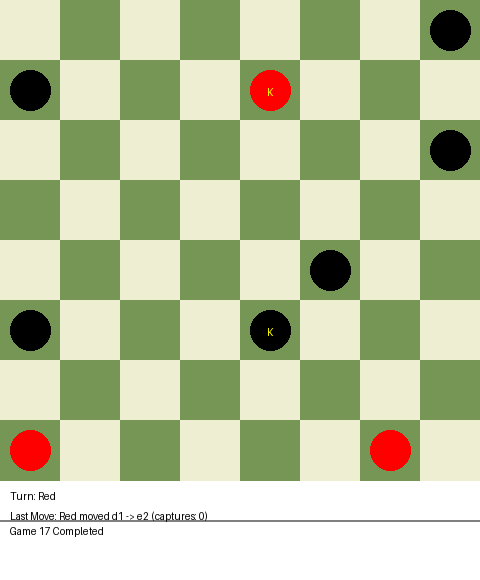 K
K
Turn: Red
Last Move: Red moved d1 -> e2 (captures: 0)
Game 17 Completed